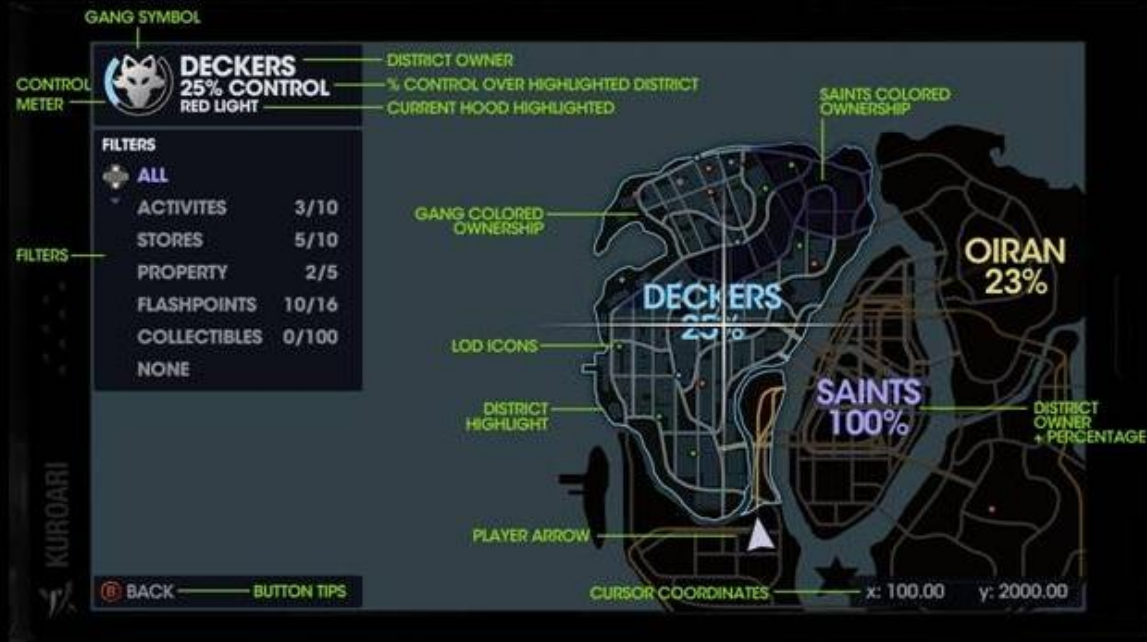 GANG SYMBOL
DECKERS
25% CONTROL
RED LIGHT
DISTRICT OWNER
% CONTROL OVER HIGHLIGHTED DISTRICT
CURRENT HOOD HIGHLIGHTED
CONTROL
METER
SAINTS COLORED
OWNERSHIP
FILTERS
ALL
ACTIVITES 3/10
STORES 5/10
PROPERTY 2/5
FLASHPOINTS 10/16
COLLECTIBLES 0/100
NONE
FILTERS
GANG COLORED
OWNERSHIP
OIRAN
23%
DECKERS
25%
LOD ICONS
SAINTS
100%
DISTRICT
HIGHLIGHT
DISTRICT
OWNER
+ PERCENTAGE
KUROARI
PLAYER ARROW
B BACK
BUTTON TIPS
CURSOR COORDINATES
x: 100.00 y: 2000.00